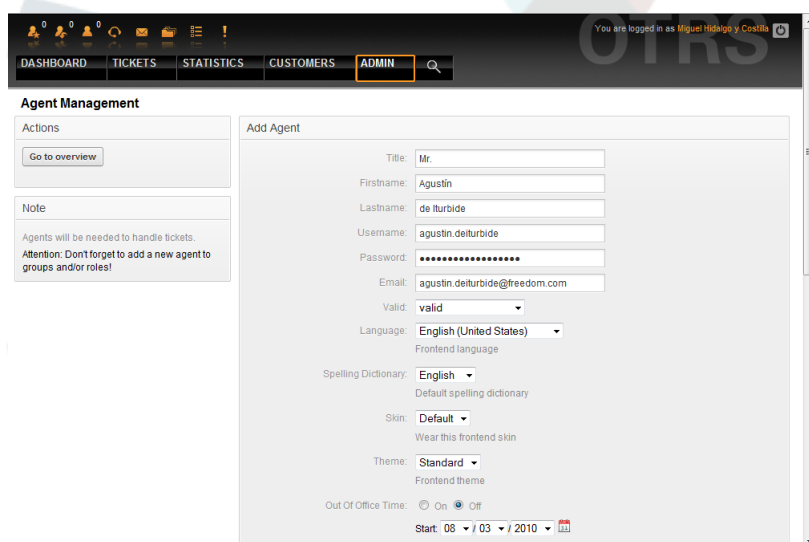 0 0 0
You are logged in as Miguel Hidalgo y Costilla
OTRS
DASHBOARD TICKETS STATISTICS CUSTOMERS ADMIN
Agent Management
Actions
Go to overview
Note
Agents will be needed to handle tickets.
Attention: Don't forget to add a new agent to
groups and/or roles!
Add Agent
Title: Mr.
Firstname: Agustín
Lastname: de Iturbide
Username: agustin.deiturbide
Password: ••••••••••••••••••
Email: agustin.deiturbide@freedom.com
Valid: valid
Language: English (United States)
Frontend language
Spelling Dictionary: English
Default spelling dictionary
Skin: Default
Wear this frontend skin
Theme: Standard
Frontend theme
Out Of Office Time: On Off
Start: 08 / 03 / 2010